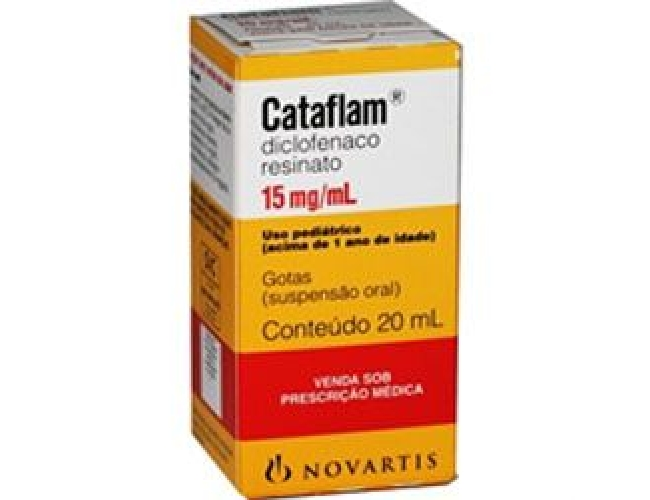 Cataflam®
diclofenaco
resinato
15 mg/mL
Uso pediátrico
(acima de 1 ano de idade)
Gotas
(suspensão oral)
Conteúdo 20 mL
VENDA SOB
PRESCRIÇÃO MÉDICA
NOVARTIS